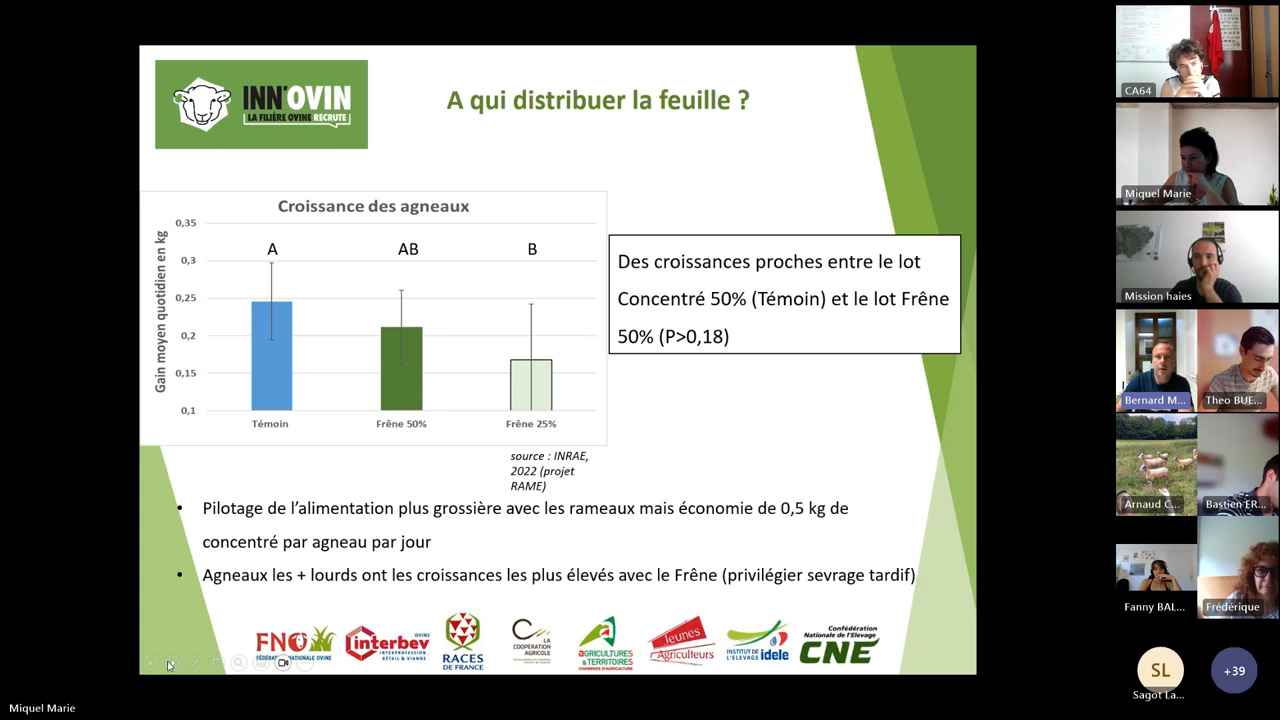 INN'OVIN
LA FILIÈRE OVINE RECRUTE
A qui distribuer la feuille ?
Croissance des agneaux
Gain moyen quotidien en kg
0,35
0,3
0,25
0,2
0,15
0,1
A
AB
B
Témoin
Frêne 50%
Frêne 25%
Des croissances proches entre le lot
Concentré 50% (Témoin) et le lot Frêne
50% (P>0,18)
source : INRAE,
2022 (projet
RAME)
• Pilotage de l'alimentation plus grossière avec les rameaux mais économie de 0,5 kg de
concentré par agneau par jour
• Agneaux les + lourds ont les croissances les plus élevés avec le Frêne (privilégier sevrage tardif)
FNO
FÉDÉRATION NATIONALE OVINE
interbev
OVINS
INTERPROFESSION
BÉTAIL & VIANDE
RACES
DE FRANCE
LA
COOPÉRATION
AGRICOLE
AGRICULTURES
& TERRITOIRES
CHAMBRES D'AGRICULTURE
Jeunes
Agriculteurs
INSTITUT DE
L'ELEVAGE idele
Confédération
Nationale de l'Elevage
CNE
CA64
Miquel Marie
Mission haies
Bernard M...
Theo BUE...
Arnaud C...
Bastien ER...
Fanny BAL...
Frédérique
SL
Sagot La...
+39
Miquel Marie